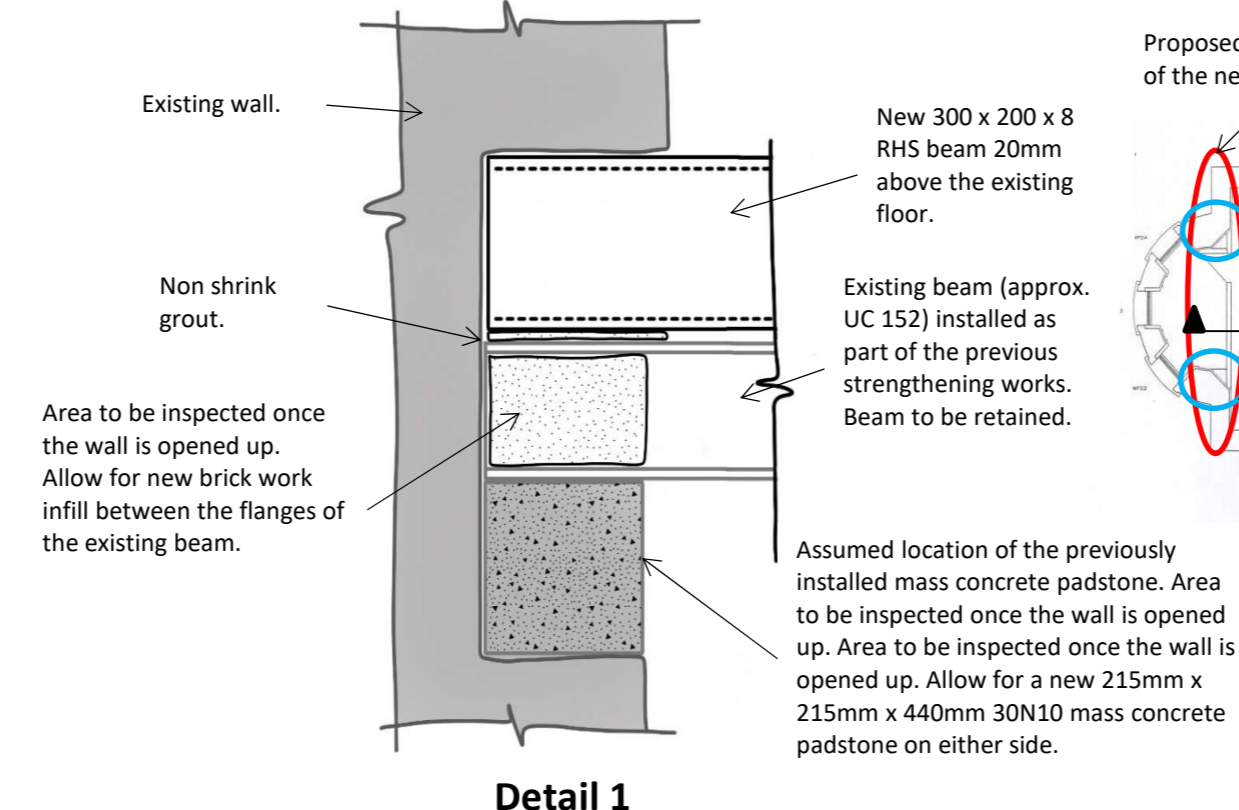 Existing wall.
Non shrink
grout.
Area to be inspected once
the wall is opened up.
Allow for new brick work
infill between the flanges of
the existing beam.
New 300 x 200 x 8
RHS beam 20mm
above the existing
floor.
Existing beam (approx.
UC 152) installed as
part of the previous
strengthening works.
Beam to be retained.
Assumed location of the previously
installed mass concrete padstone. Area
to be inspected once the wall is opened
up. Area to be inspected once the wall is
opened up. Allow for a new 215mm x
215mm x 440mm 30N10 mass concrete
padstone on either side.
Proposed
of the ne
Detail 1